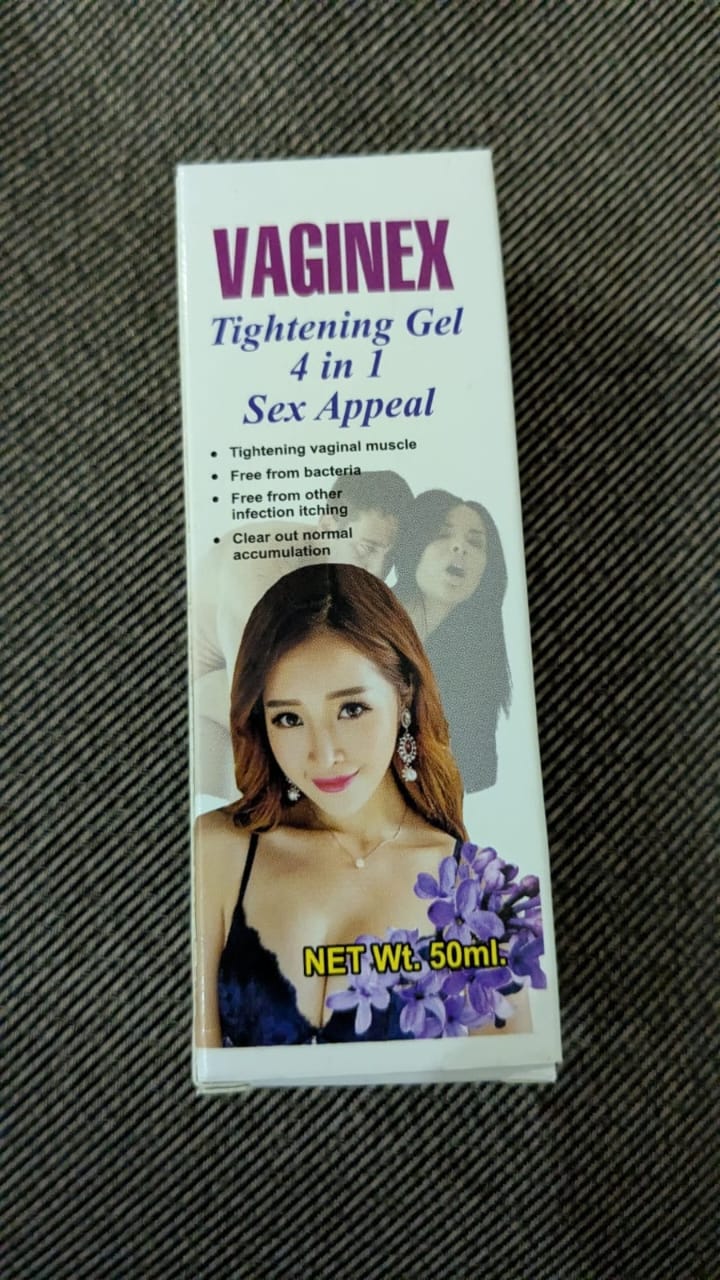 VAGINEX
Tightening Gel
4 in 1
Sex Appeal
• Tightening vaginal muscle
• Free from bacteria
• Free from other
infection itching
• Clear out normal
accumulation
NET Wt. 50ml.